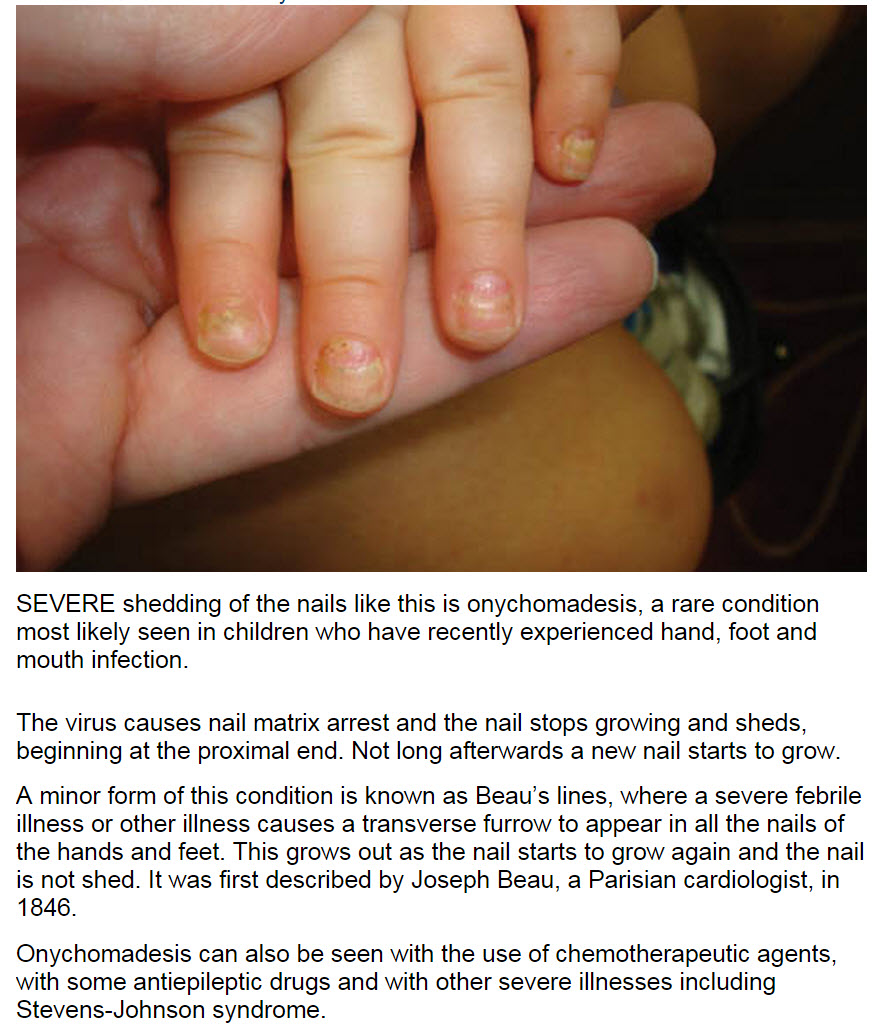 SEVERE shedding of the nails like this is onychomadesis, a rare condition
most likely seen in children who have recently experienced hand, foot and
mouth infection.
The virus causes nail matrix arrest and the nail stops growing and sheds,
beginning at the proximal end. Not long afterwards a new nail starts to grow.
A minor form of this condition is known as Beau’s lines, where a severe febrile
illness or other illness causes a transverse furrow to appear in all the nails of
the hands and feet. This grows out as the nail starts to grow again and the nail
is not shed. It was first described by Joseph Beau, a Parisian cardiologist, in
1846.
Onychomadesis can also be seen with the use of chemotherapeutic agents,
with some antiepileptic drugs and with other severe illnesses including
Stevens-Johnson syndrome.